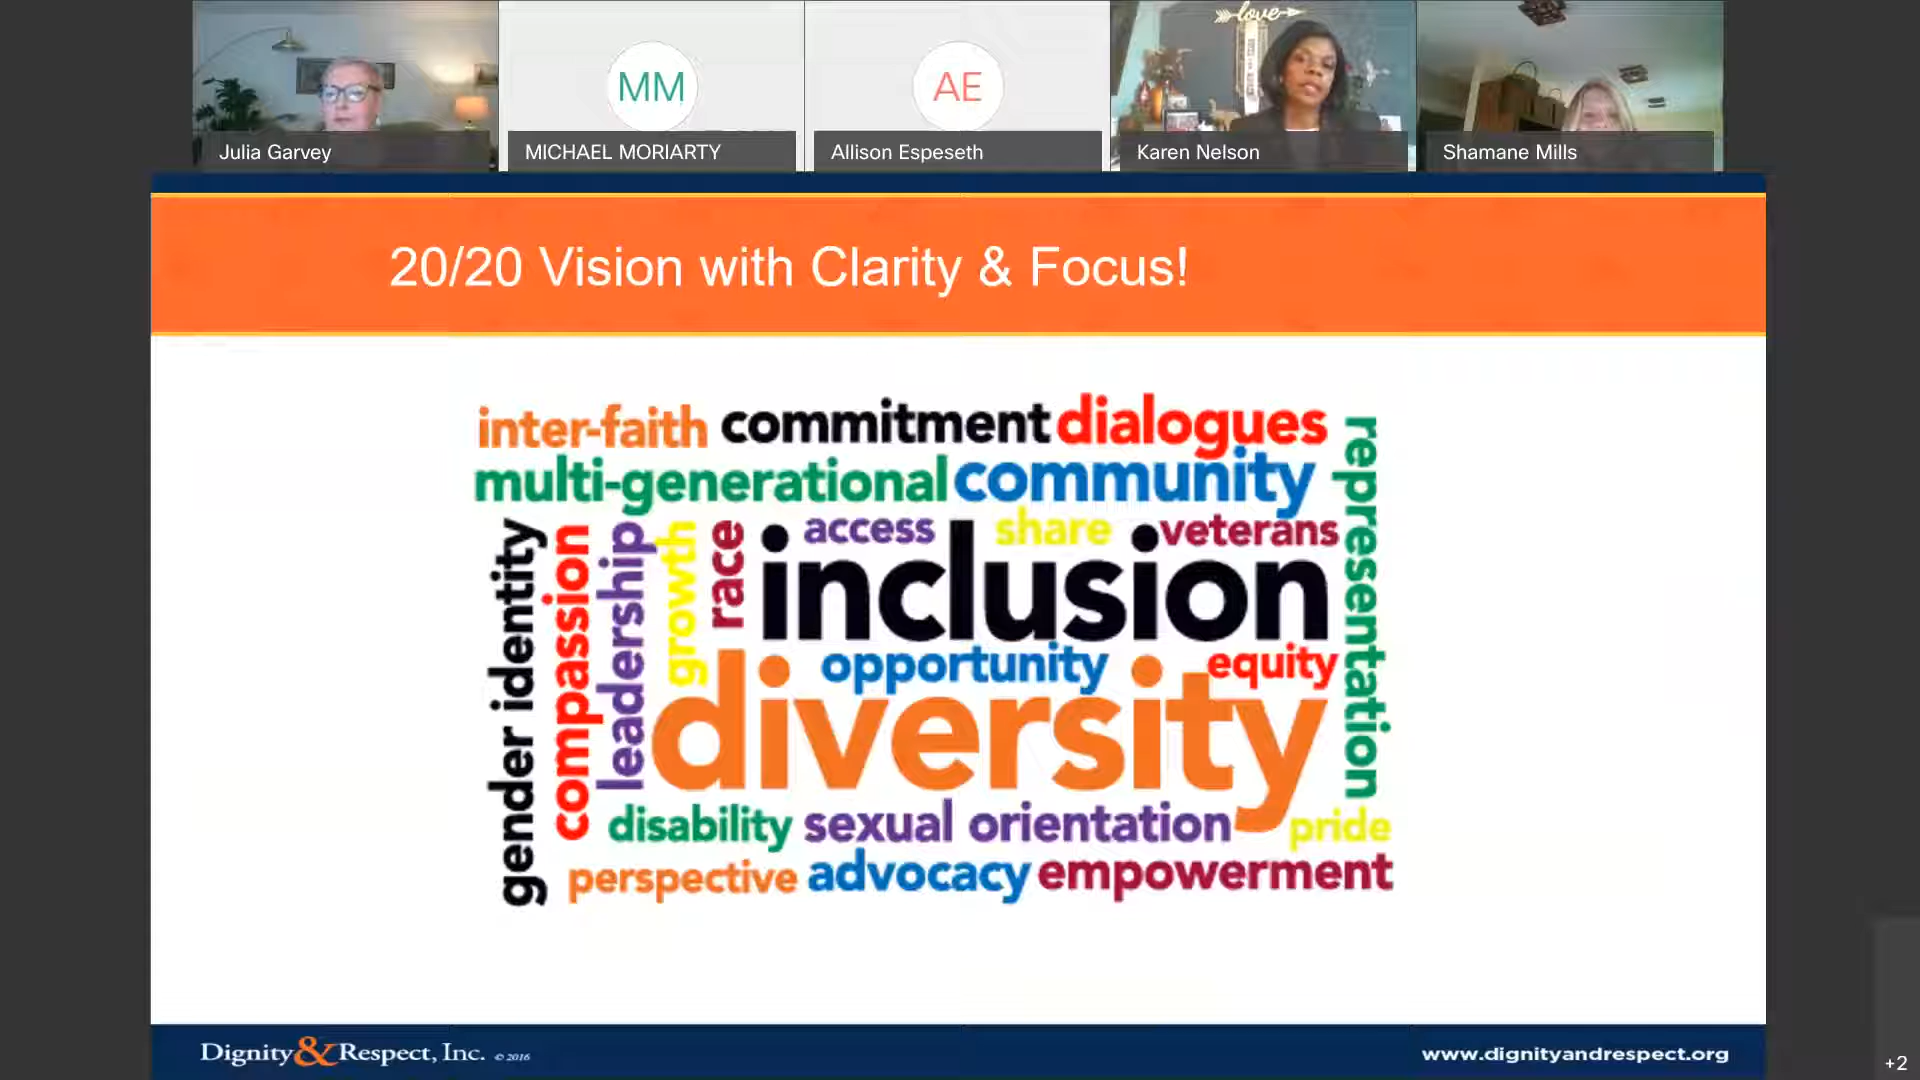 love
MM
AE
Julia Garvey
MICHAEL MORIARTY
Allison Espeseth
Karen Nelson
Shamane Mills
20/20 Vision with Clarity & Focus!
inter-faith commitment dialogues
multi-generational community
representation
gender identity
compassion
leadership
growth
race
access share veterans
inclusion
opportunity equity
diversity
disability sexual orientation pride
perspective advocacy empowerment
Dignity & Respect, Inc. © 2016
www.dignityandrespect.org
+2